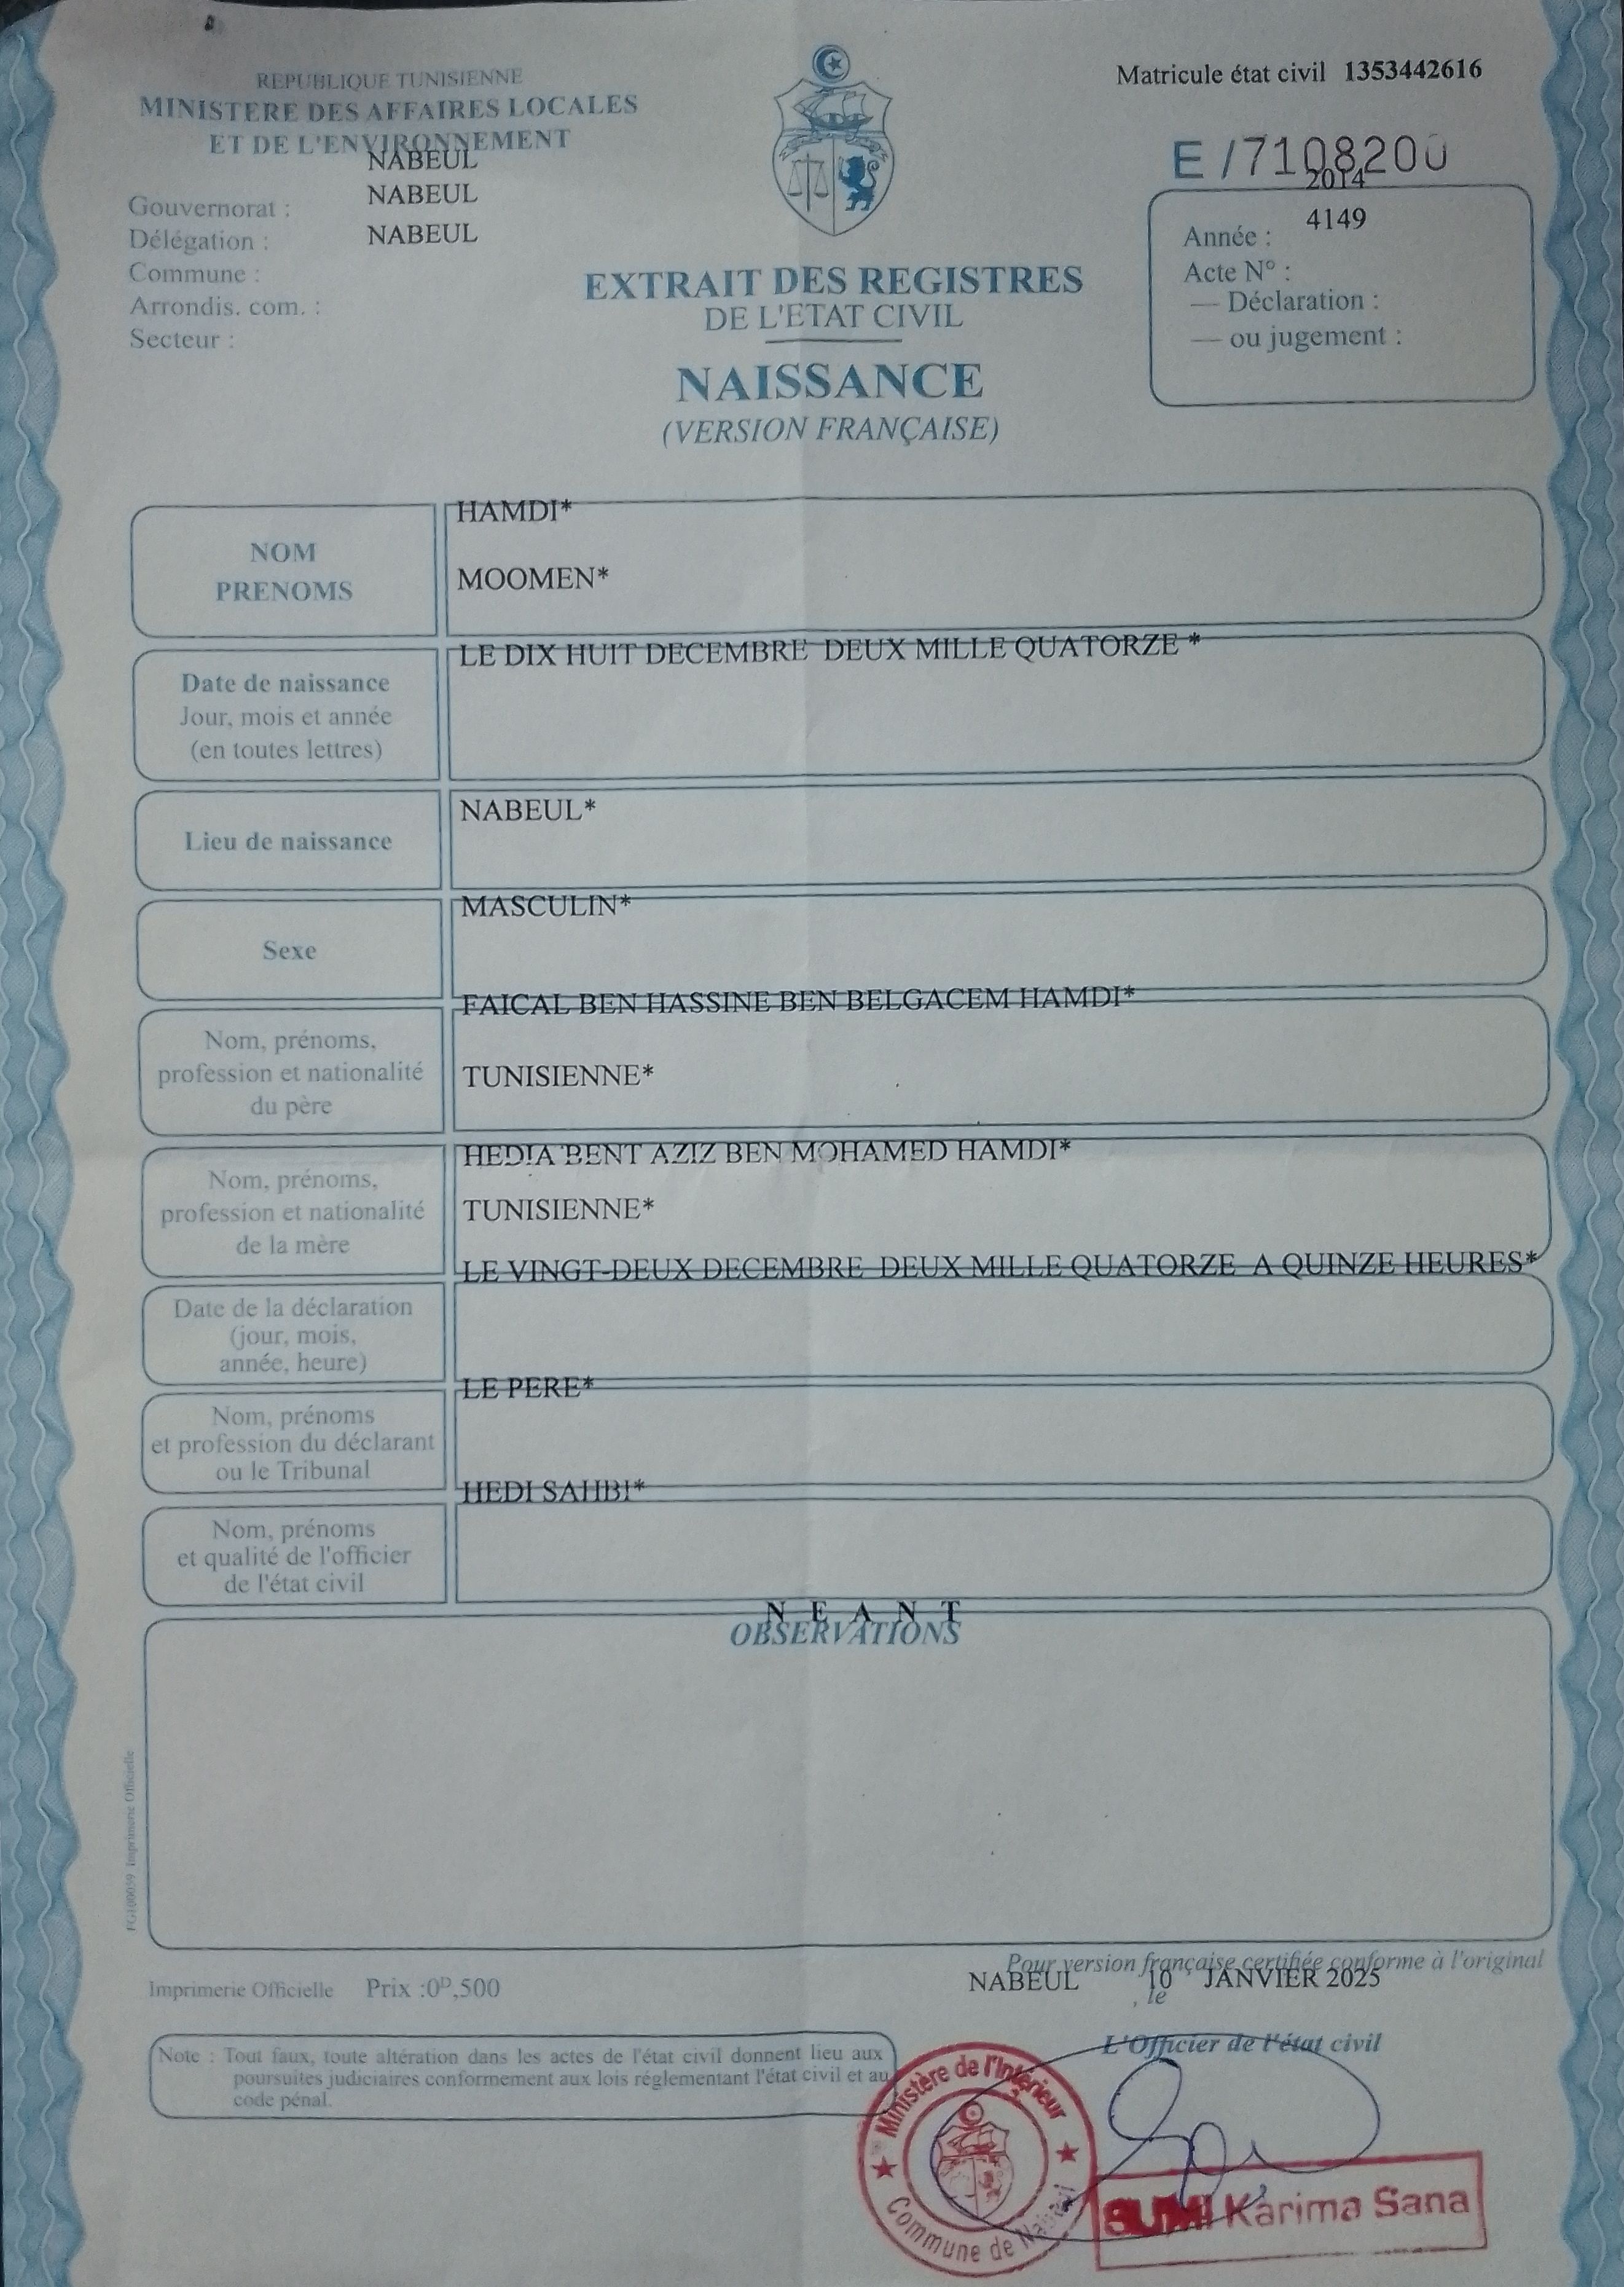 REPUBLIQUE TUNISIENNE
MINISTERE DES AFFAIRES LOCALES
ET DE L'ENVIRONNEMENT
NABEUL
Gouvernorat : NABEUL
Délégation : NABEUL
Commune :
Arrondis. com. :
Secteur :
Matricule état civil 1353442616
E /7108200
2014
4149
Année :
Acte N° :
— Déclaration :
— ou jugement :
EXTRAIT DES REGISTRES
DE L'ETAT CIVIL
NAISSANCE
(VERSION FRANÇAISE)
NOM
PRENOMS
HAMDI*
MOOMEN*
Date de naissance
Jour, mois et année
(en toutes lettres)
LE DIX HUIT DECEMBRE DEUX MILLE QUATORZE *
Lieu de naissance
NABEUL*
Sexe
MASCULIN*
Nom, prénoms,
profession et nationalité
du père
FAICAL BEN HASSINE BEN BELGACEM HAMDI*
TUNISIENNE*
Nom, prénoms,
profession et nationalité
de la mère
HEDIA BENT AZIZ BEN MOHAMED HAMDI*
TUNISIENNE*
Date de la déclaration
(jour, mois,
année, heure)
LE VINGT-DEUX DECEMBRE DEUX MILLE QUATORZE A QUINZE HEURES*
Nom, prénoms
et profession du déclarant
ou le Tribunal
LE PERE*
Nom, prénoms
et qualité de l'officier
de l'état civil
HEDI SAHBI*
N E A N T
OBSERVATIONS
Imprimerie Officielle
Imprimerie Officielle Prix :0ᴰ,500
Pour version française certifiée conforme à l'original
NABEUL , le 10 JANVIER 2025
L'Officier de l'état civil
Note : Tout faux, toute altération dans les actes de l'état civil donnent lieu aux
poursuites judiciaires conformement aux lois réglementant l'état civil et au
code pénal.
Ministère de l'Intérieur
Commune de Nabeul
Karima Sana